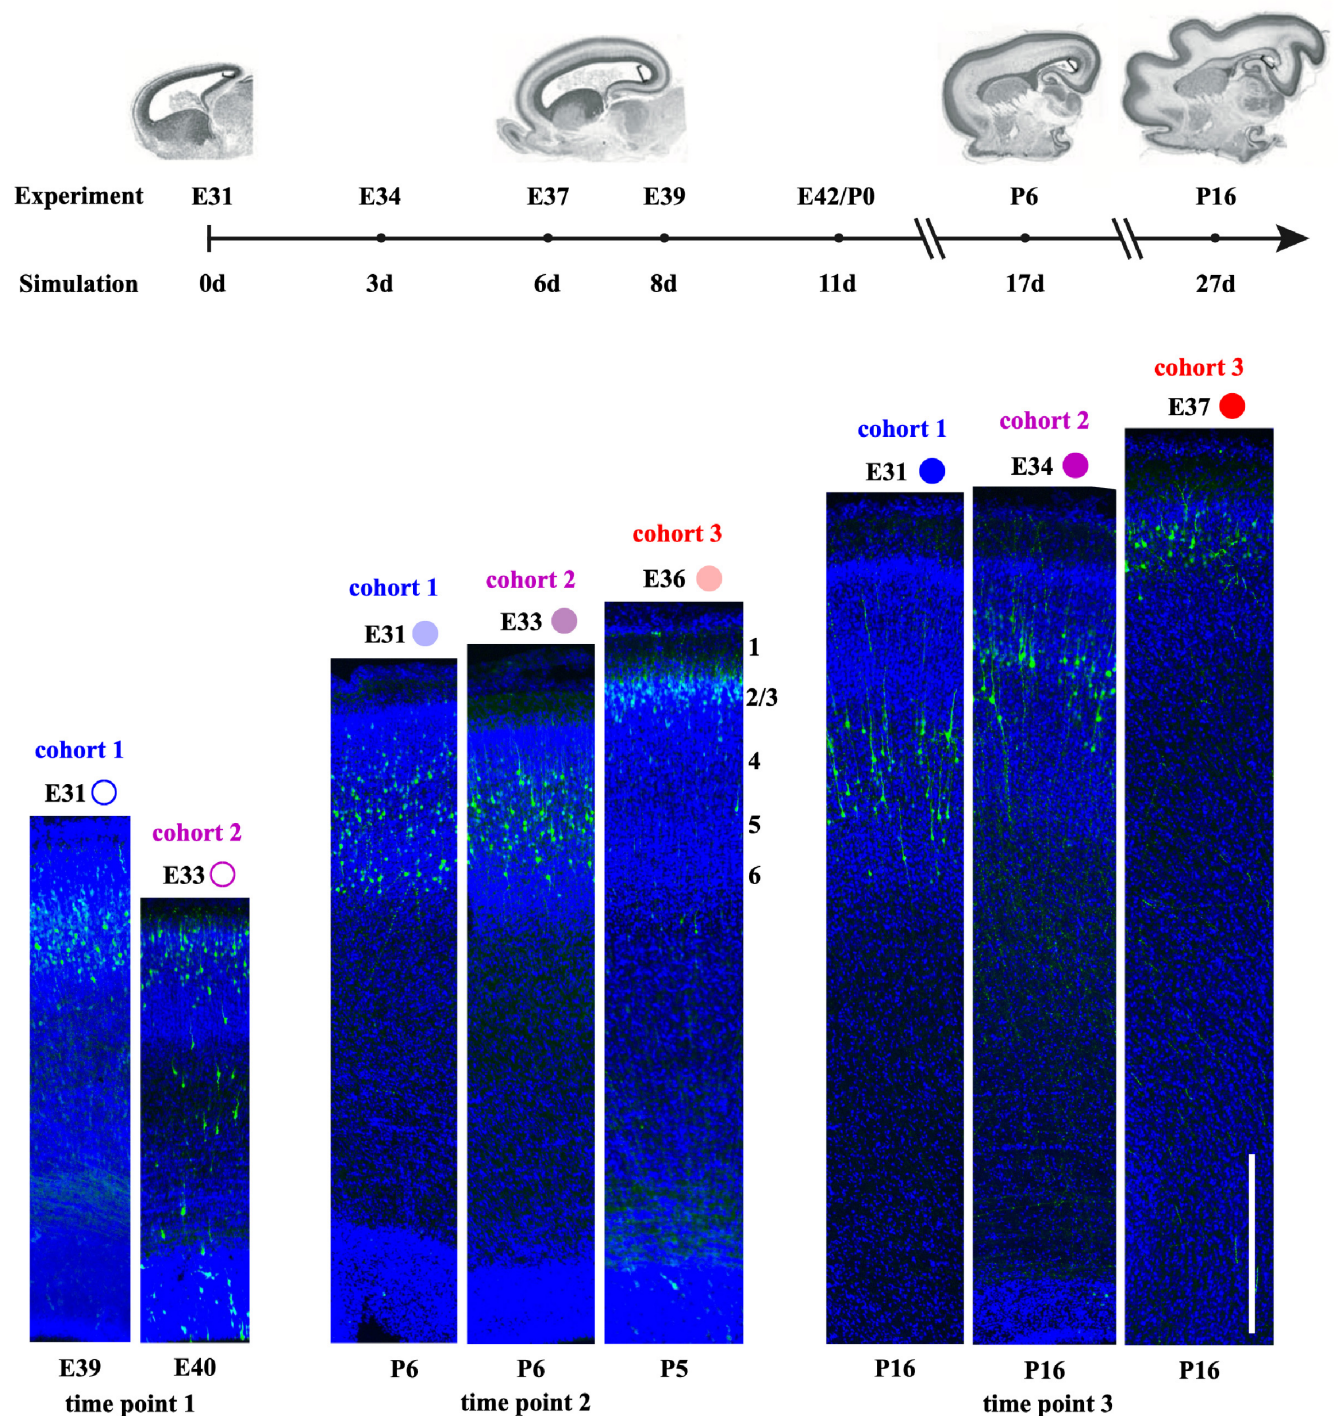 Experiment E31 E34 E37 E39 E42/P0 P6 P16
Simulation 0d 3d 6d 8d 11d 17d 27d
cohort 1
E31
cohort 2
E33
cohort 1
E31
cohort 2
E33
cohort 3
E36
1
2/3
4
5
6
cohort 1
E31
cohort 2
E34
cohort 3
E37
E39 E40
time point 1
P6 P6 P5
time point 2
P16 P16 P16
time point 3